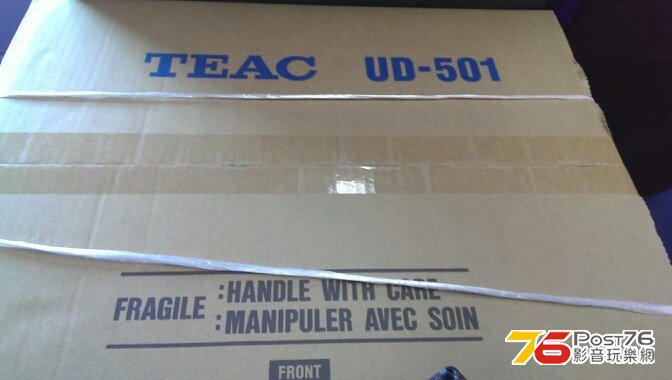 TEAC UD-501
FRAGILE :HANDLE WITH CARE
:MANIPULER AVEC SOIN
FRONT
76 Post76
影音玩樂網